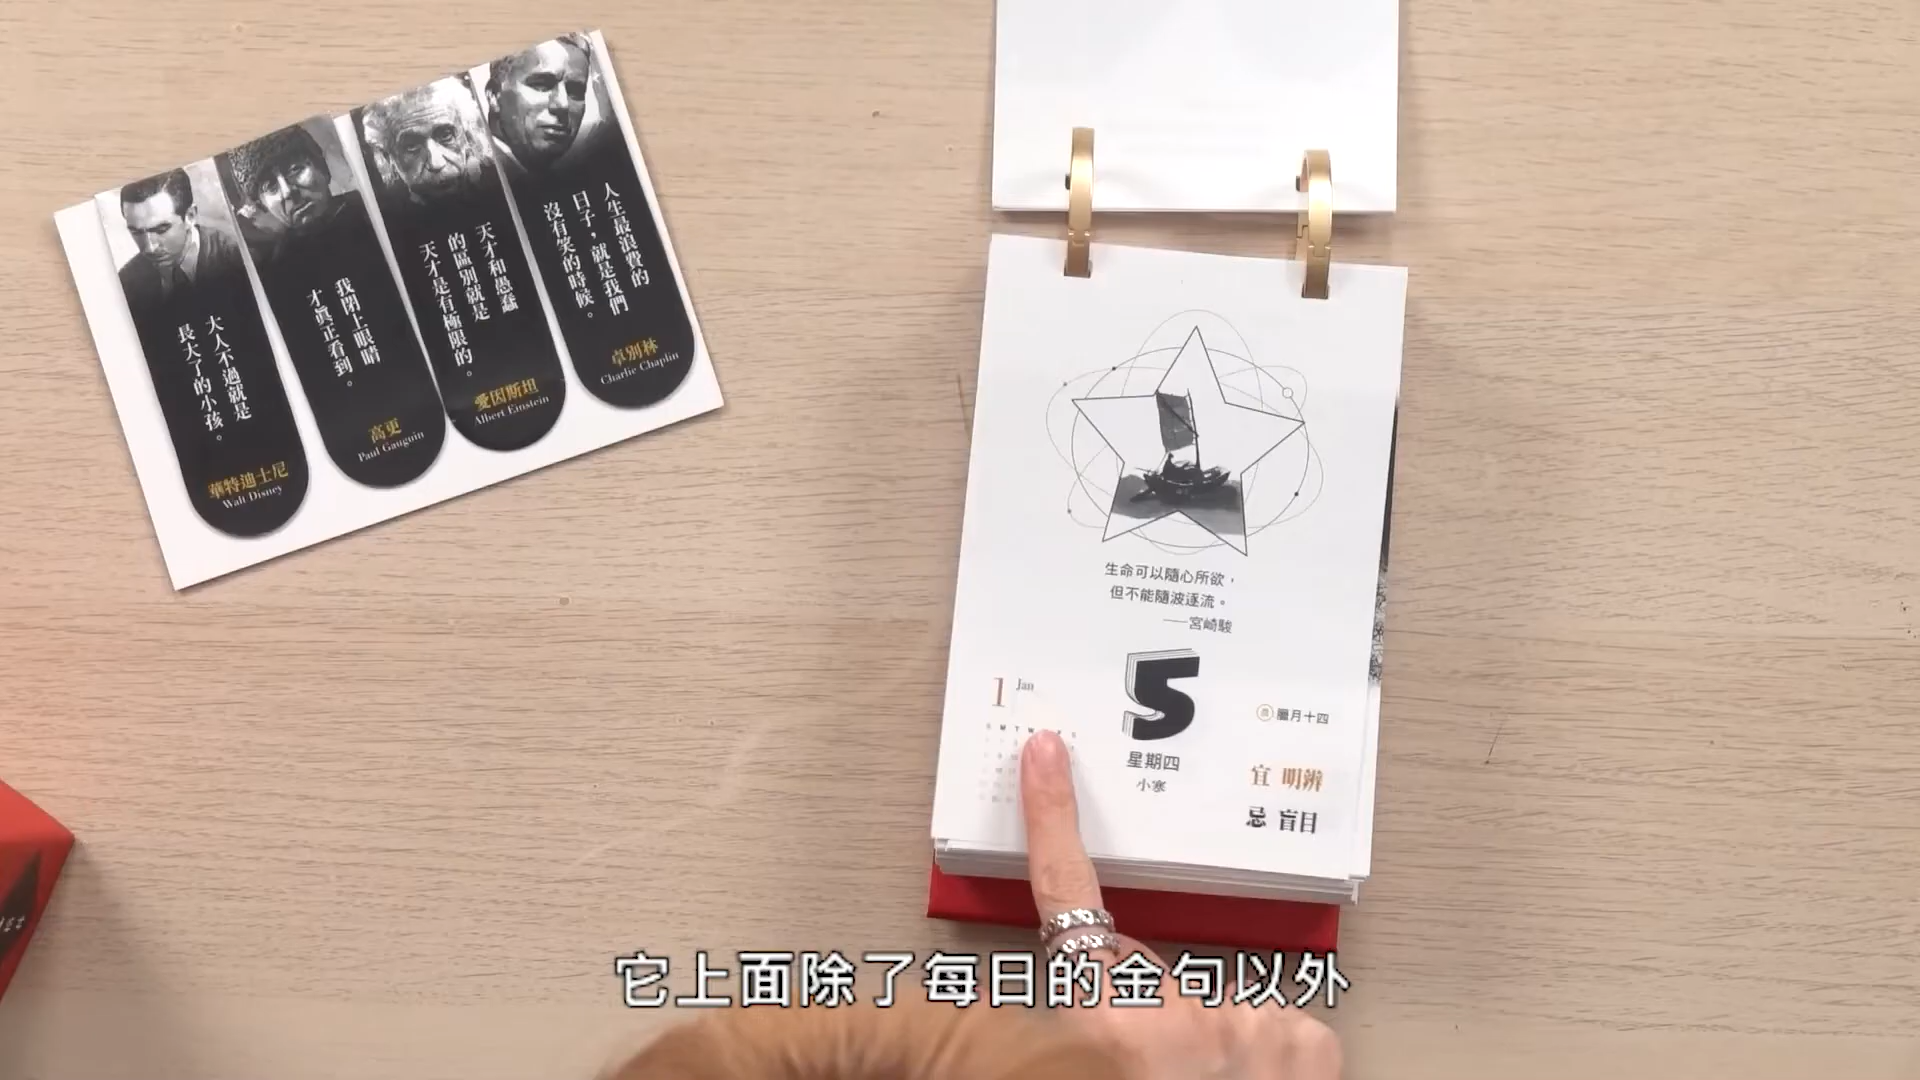 大人不過就是
長大了的小孩。
華特迪士尼
Walt Disney
我閉上眼睛
才真正看到。
高更
Paul Gauguin
天才和愚蠢
的區別就是
天才是有極限的。
愛因斯坦
Albert Einstein
人生最浪費的
日子，就是我們
沒有笑的時候。
卓別林
Charlie Chaplin
生命可以隨心所欲，
但不能隨波逐流。
——宮崎駿
1 Jan
S M T W
5
星期四
小寒
農 臘月十四
宜 明辨
忌 盲目
它上面除了每日的金句以外